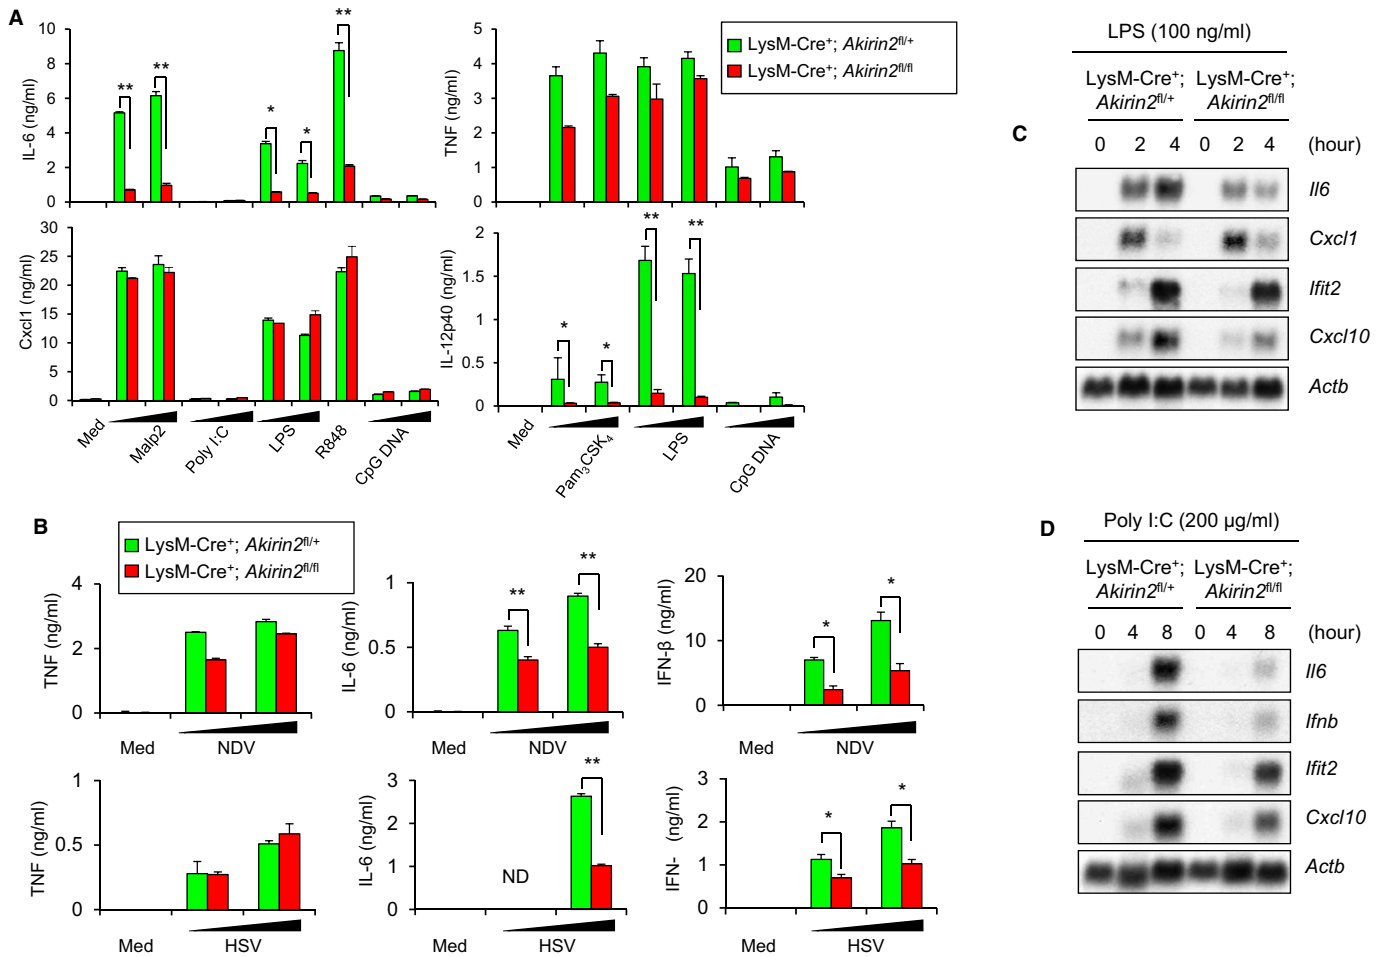 A
10
8
6
4
2
0
IL-6 (ng/ml)
**
**
*
*
**
5
4
3
2
1
0
TNF (ng/ml)
LysM-Cre+; Akirin2fl/+
LysM-Cre+; Akirin2fl/fl
30
25
20
15
10
5
0
Cxcl1 (ng/ml)
Med
Malp2
Poly I:C
LPS
R848
CpG DNA
2
1.5
1
0.5
0
IL-12p40 (ng/ml)
*
*
**
**
Med
Pam3CSK4
LPS
CpG DNA
B
LysM-Cre+; Akirin2fl/+
LysM-Cre+; Akirin2fl/fl
4
2
0
TNF (ng/ml)
Med
NDV
1
0.5
0
IL-6 (ng/ml)
**
**
Med
NDV
20
10
0
IFN-β (ng/ml)
*
*
Med
NDV
1
0.5
0
TNF (ng/ml)
Med
HSV
3
2
1
0
IL-6 (ng/ml)
ND
**
Med
HSV
3
2
1
0
IFN- (ng/ml)
*
*
Med
HSV
C
LPS (100 ng/ml)
LysM-Cre+; LysM-Cre+;
Akirin2fl/+ Akirin2fl/fl
0 2 4 0 2 4 (hour)
Il6
Cxcl1
Ifit2
Cxcl10
Actb
D
Poly I:C (200 µg/ml)
LysM-Cre+; LysM-Cre+;
Akirin2fl/+ Akirin2fl/fl
0 4 8 0 4 8 (hour)
Il6
Ifnb
Ifit2
Cxcl10
Actb